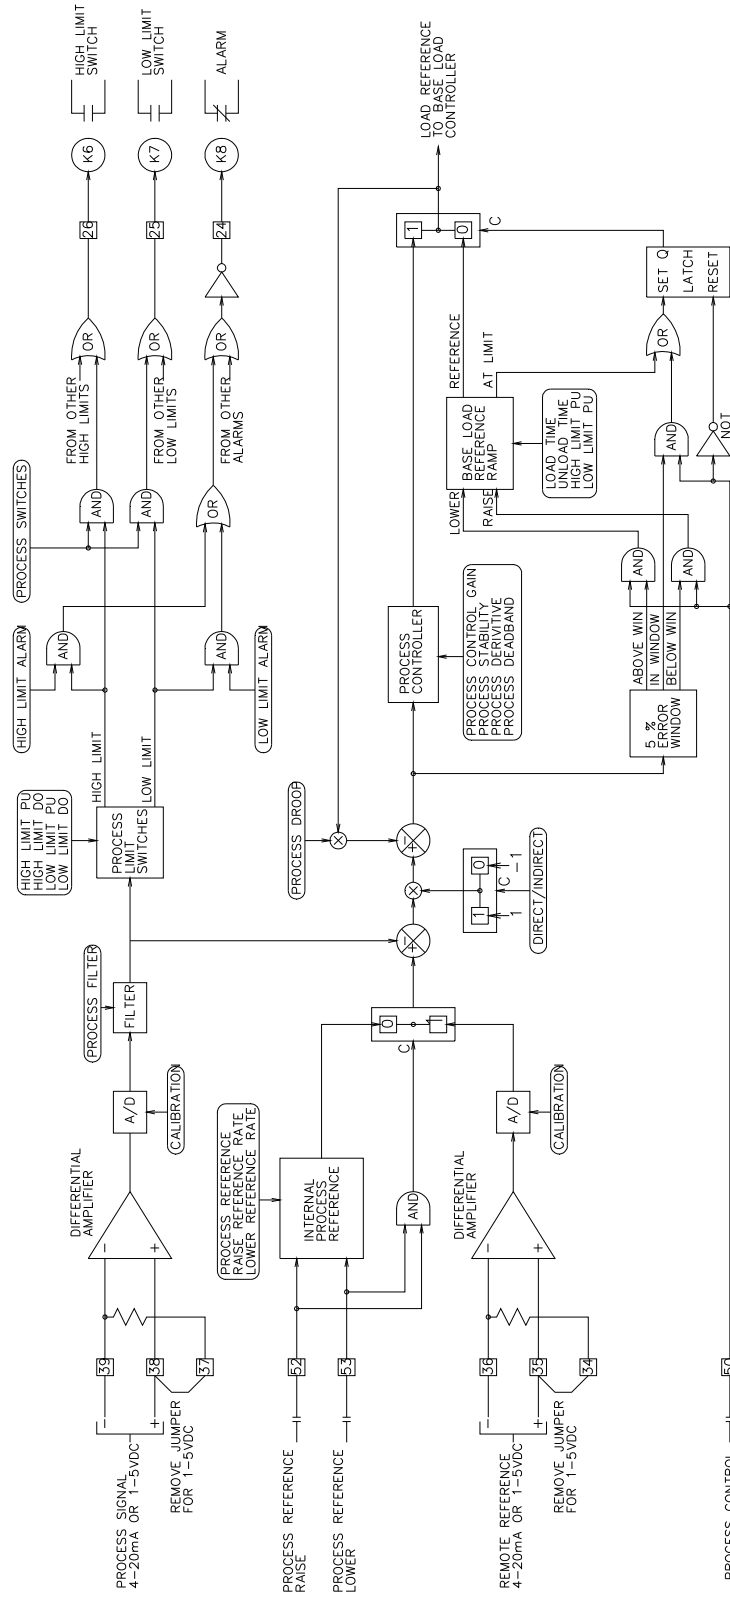 PROCESS SIGNAL
4-20mA OR 1-5VDC
-
+
REMOVE JUMPER
FOR 1-5VDC
39
38
37
DIFFERENTIAL
AMPLIFIER
-
+
A/D
CALIBRATION
FILTER
PROCESS FILTER
HIGH LIMIT PU
HIGH LIMIT DO
LOW LIMIT PU
LOW LIMIT DO
PROCESS
LIMIT
SWITCHES
HIGH LIMIT
LOW LIMIT
HIGH LIMIT ALARM
LOW LIMIT ALARM
AND
AND
PROCESS SWITCHES
AND
AND
OR
FROM OTHER
HIGH LIMITS
FROM OTHER
LOW LIMITS
FROM OTHER
ALARMS
OR
OR
OR
26
25
24
K6
K7
K8
HIGH LIMIT
SWITCH
LOW LIMIT
SWITCH
ALARM
PROCESS REFERENCE
RAISE
PROCESS REFERENCE
LOWER
52
53
PROCESS REFERENCE
RAISE REFERENCE RATE
LOWER REFERENCE RATE
INTERNAL
PROCESS
REFERENCE
AND
REMOTE REFERENCE
4-20mA OR 1-5VDC
-
+
REMOVE JUMPER
FOR 1-5VDC
36
35
34
DIFFERENTIAL
AMPLIFIER
-
+
A/D
CALIBRATION
C
0
1
+
-
×
1
0
1
C
-1
DIRECT/INDIRECT
PROCESS DROOP
×
+
-
PROCESS
CONTROLLER
PROCESS CONTROL GAIN
PROCESS STABILITY
PROCESS DERIVITIVE
PROCESS DEADBAND
5 %
ERROR
WINDOW
ABOVE WIN
IN WINDOW
BELOW WIN
AND
AND
LOWER
RAISE
BASE LOAD
REFERENCE
RAMP
LOAD TIME
UNLOAD TIME
HIGH LIMIT PU
LOW LIMIT PU
REFERENCE
AT LIMIT
AND
NOT
OR
SET Q
LATCH
RESET
1
0
C
LOAD REFERENCE
TO BASE LOAD
CONTROLLER
PROCESS CONTROL
50